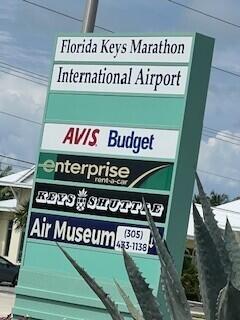 Florida Keys Marathon
International Airport
AVIS Budget
enterprise
rent-a-car
KEYS SHUTTLE
Air Museum
(305)
433-1138